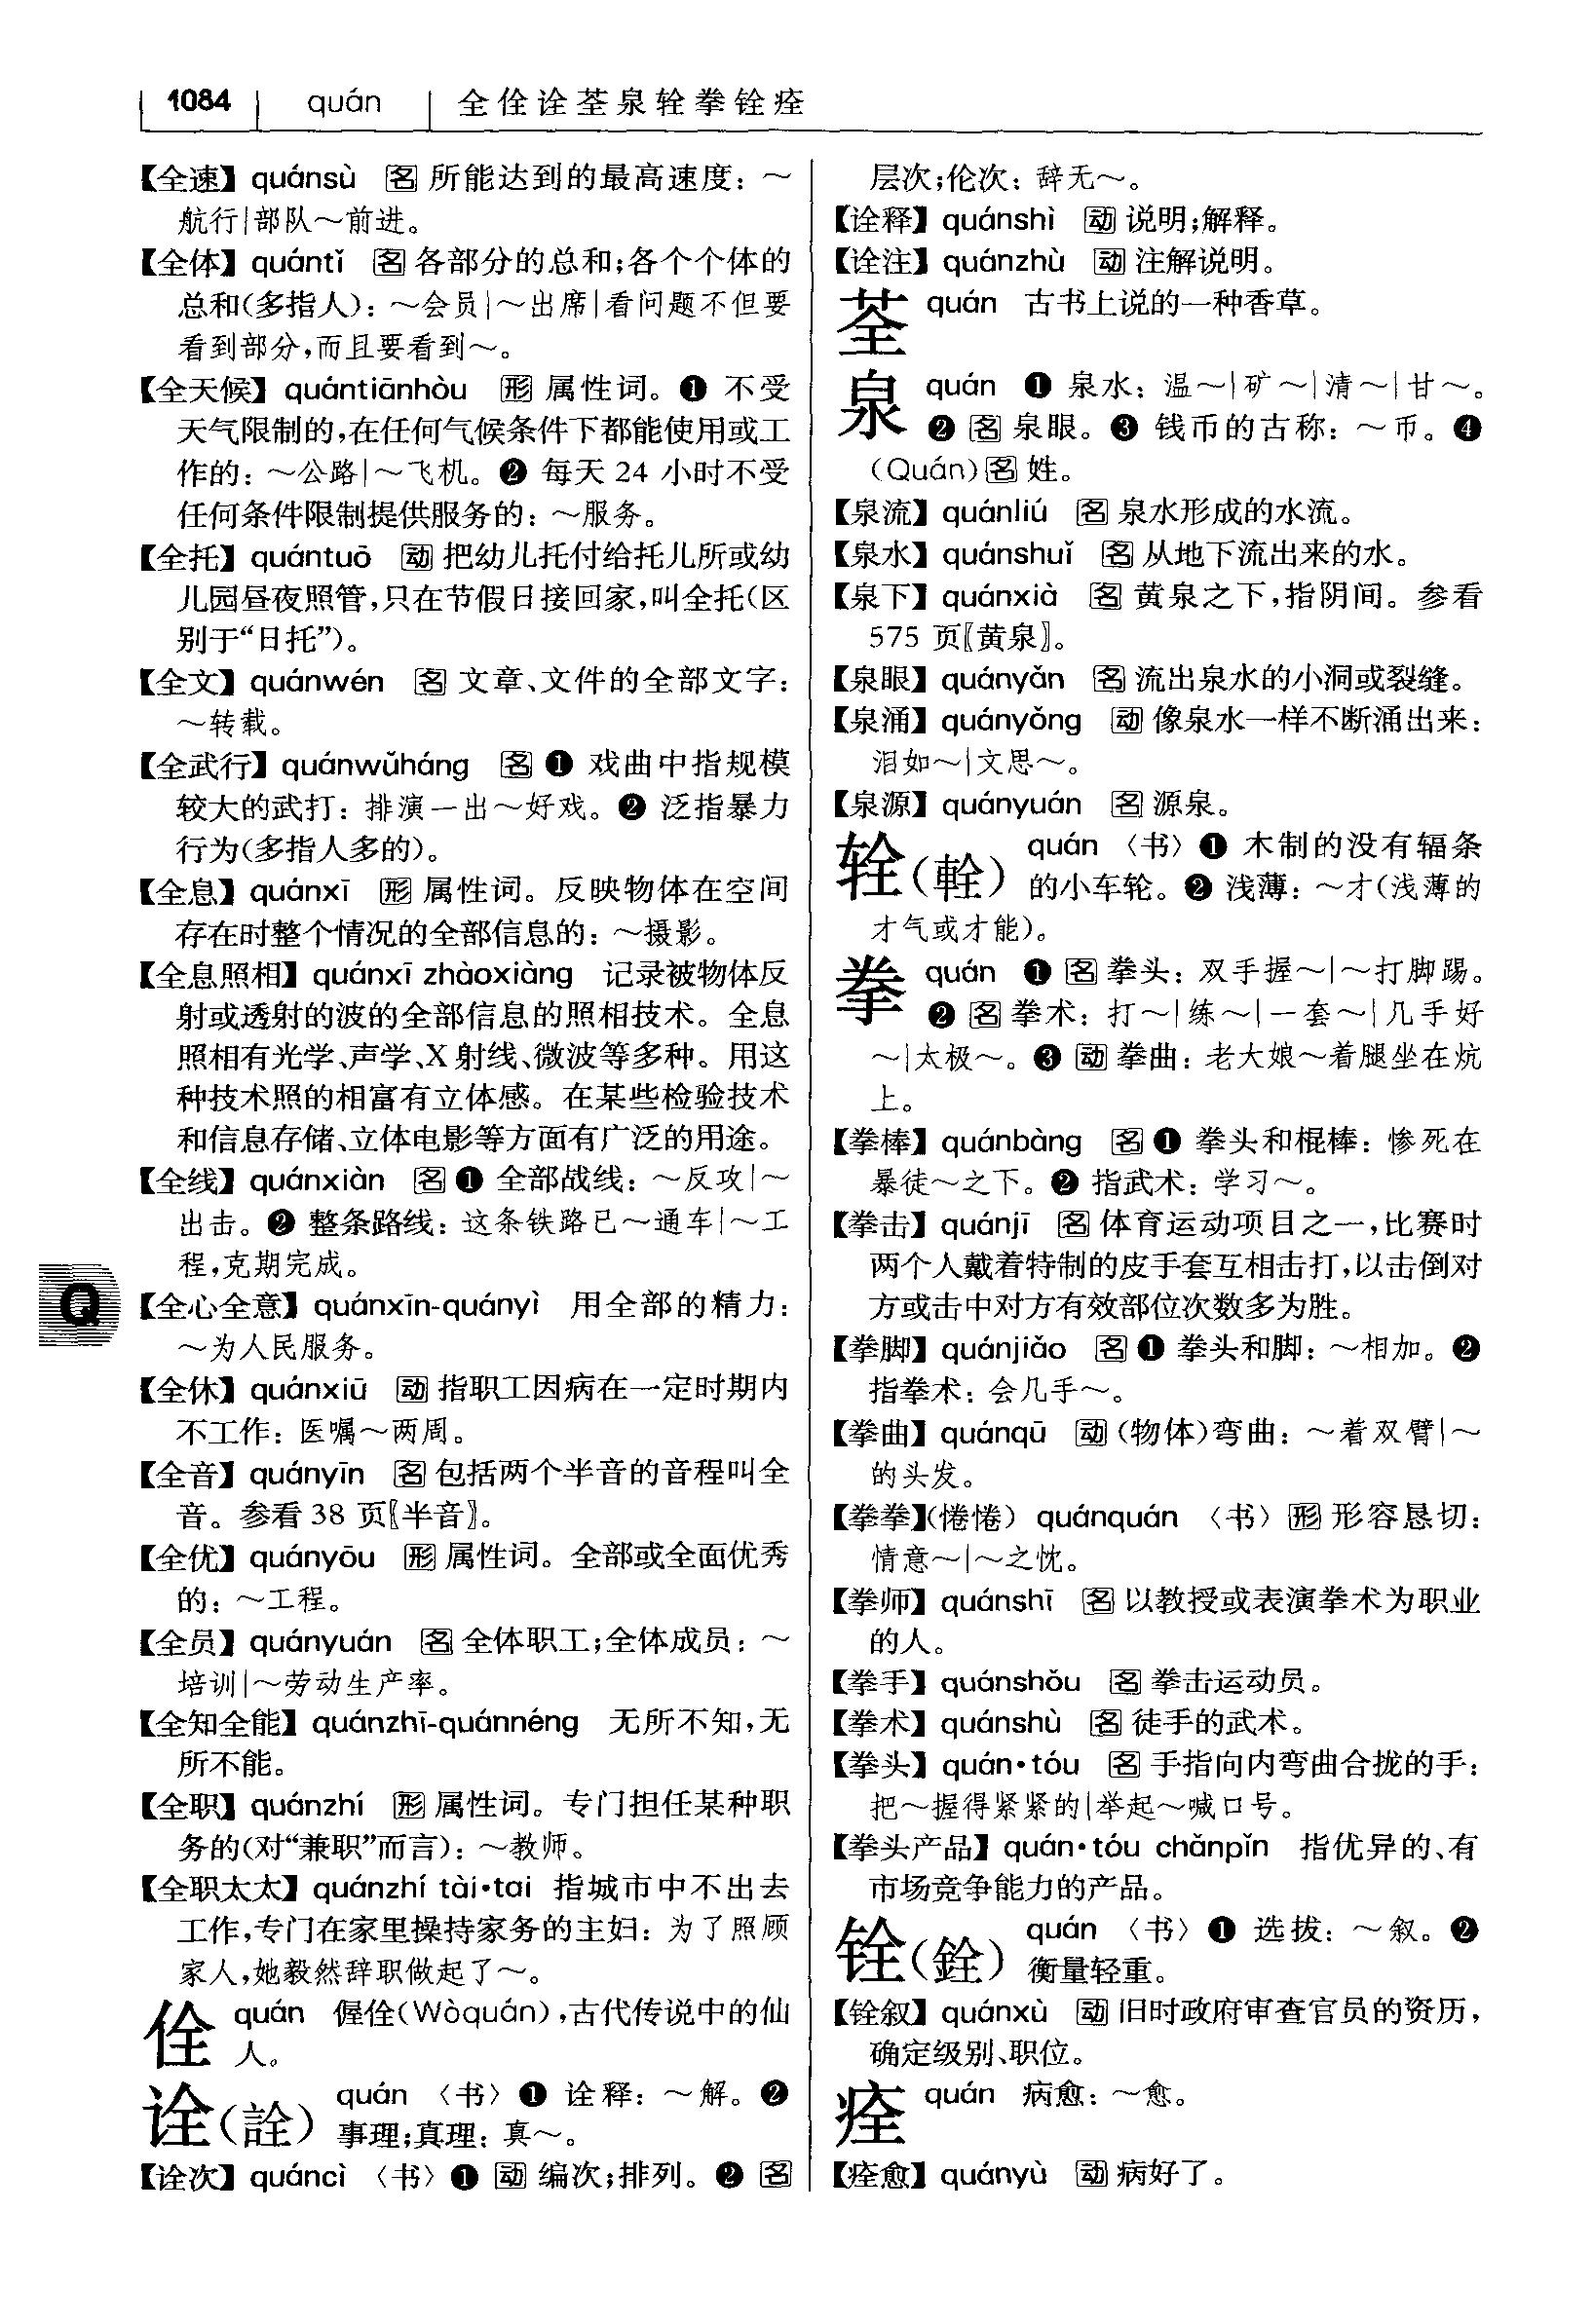 1084 quán 全佺诠荃泉辁拳铨痊
【全速】 quánsù 名 所能达到的最高速度：～
航行|部队～前进。
【全体】 quántǐ 名 各部分的总和；各个个体的
总和（多指人）：～会员|～出席|看问题不但要
看到部分，而且要看到～。
【全天候】 quántiānhòu 形 属性词。❶ 不受
天气限制的，在任何气候条件下都能使用或工
作的：～公路|～飞机。❷ 每天 24 小时不受
任何条件限制提供服务的：～服务。
【全托】 quántuō 动 把幼儿托付给托儿所或幼
儿园昼夜照管，只在节假日接回家，叫全托（区
别于“日托”）。
【全文】 quánwén 名 文章、文件的全部文字：
～转载。
【全武行】 quánwǔháng 名 ❶ 戏曲中指规模
较大的武打：排演一出～好戏。❷ 泛指暴力
行为（多指人多的）。
【全息】 quánxī 形 属性词。反映物体在空间
存在时整个情况的全部信息的：～摄影。
【全息照相】 quánxī zhàoxiàng 记录被物体反
射或透射的波的全部信息的照相技术。全息
照相有光学、声学、X射线、微波等多种。用这
种技术照的相富有立体感。在某些检验技术
和信息存储、立体电影等方面有广泛的用途。
【全线】 quánxiàn 名 ❶ 全部战线：～反攻|～
出击。❷ 整条路线：这条铁路已～通车|～工
程，克期完成。
Q
【全心全意】 quánxīn-quányì 用全部的精力：
～为人民服务。
【全休】 quánxiū 动 指职工因病在一定时期内
不工作：医嘱～两周。
【全音】 quányīn 名 包括两个半音的音程叫全
音。参看 38 页〖半音〗。
【全优】 quányōu 形 属性词。全部或全面优秀
的：～工程。
【全员】 quányuán 名 全体职工；全体成员：～
培训|～劳动生产率。
【全知全能】 quánzhī-quánnéng 无所不知，无
所不能。
【全职】 quánzhí 形 属性词。专门担任某种职
务的（对“兼职”而言）：～教师。
【全职太太】 quánzhí tài•tai 指城市中不出去
工作，专门在家里操持家务的主妇：为了照顾
家人，她毅然辞职做起了～。
佺 quán 偓佺（Wòquán），古代传说中的仙
人。
诠（詮） quán 〈书〉❶ 诠释：～解。❷
事理；真理：真～。
【诠次】 quáncì 〈书〉❶ 动 编次；排列。❷ 名
层次；伦次：辞无～。
【诠释】 quánshì 动 说明；解释。
【诠注】 quánzhù 动 注解说明。
荃 quán 古书上说的一种香草。
泉 quán ❶ 泉水：温～|矿～|清～|甘～。
❷ 名 泉眼。❸ 钱币的古称：～币。❹
（Quán）名 姓。
【泉流】 quánliú 名 泉水形成的水流。
【泉水】 quánshuǐ 名 从地下流出来的水。
【泉下】 quánxià 名 黄泉之下，指阴间。参看
575 页〖黄泉〗。
【泉眼】 quányǎn 名 流出泉水的小洞或裂缝。
【泉涌】 quányǒng 动 像泉水一样不断涌出来：
泪如～|文思～。
【泉源】 quányuán 名 源泉。
辁（輇） quán 〈书〉❶ 木制的没有辐条
的小车轮。❷ 浅薄：～才（浅薄的
才气或才能）。
拳 quán ❶ 名 拳头：双手握～|～打脚踢。
❷ 名 拳术：打～|练～|一套～|几手好
～|太极～。❸ 动 拳曲：老大娘～着腿坐在炕
上。
【拳棒】 quánbàng 名 ❶ 拳头和棍棒：惨死在
暴徒～之下。❷ 指武术：学习～。
【拳击】 quánjī 名 体育运动项目之一，比赛时
两个人戴着特制的皮手套互相击打，以击倒对
方或击中对方有效部位次数多为胜。
【拳脚】 quánjiǎo 名 ❶ 拳头和脚：～相加。❷
指拳术：会几手～。
【拳曲】 quánqū 动 （物体）弯曲：～着双臂|～
的头发。
【拳拳】（惓惓） quánquán 〈书〉形 形容恳切：
情意～|～之忱。
【拳师】 quánshī 名 以教授或表演拳术为职业
的人。
【拳手】 quánshǒu 名 拳击运动员。
【拳术】 quánshù 名 徒手的武术。
【拳头】 quán•tóu 名 手指向内弯曲合拢的手：
把～握得紧紧的|举起～喊口号。
【拳头产品】 quán•tóu chǎnpǐn 指优异的、有
市场竞争能力的产品。
铨（銓） quán 〈书〉❶ 选拔：～叙。❷
衡量轻重。
【铨叙】 quánxù 动 旧时政府审查官员的资历，
确定级别、职位。
痊 quán 病愈：～愈。
【痊愈】 quányù 动 病好了。